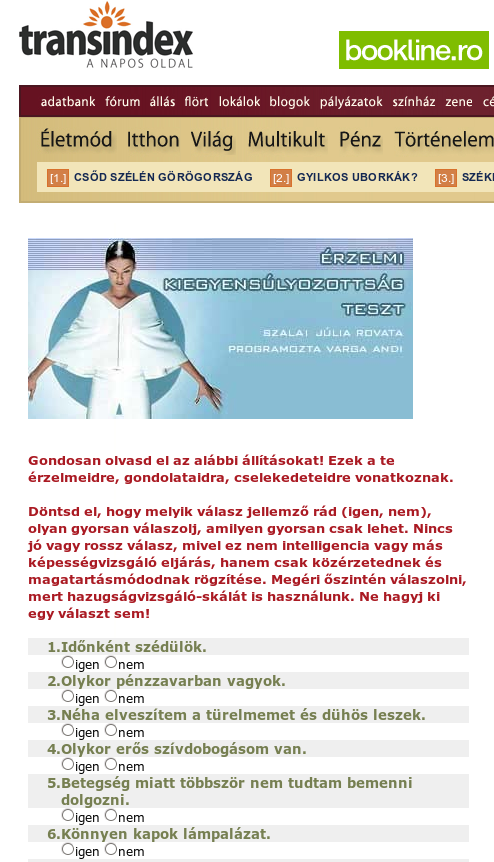 transindex
A NAPOS OLDAL
bookline.ro
adatbank fórum állás flört lokálok blogok pályázatok színház zene
Életmód Itthon Világ Multikult Pénz Történelem
[1.] CSŐD SZÉLÉN GÖRÖGORSZÁG [2.] GYILKOS UBORKÁK? [3.]
ÉRZELMI
KIEGYENSÚLYOZOTTSÁG
TESZT
SZALAI JÚLIA ROVATA
PROGRAMOZTA VARGA ANDI
Gondosan olvasd el az alábbi állításokat! Ezek a te
érzelmeidre, gondolataidra, cselekedeteidre vonatkoznak.
Döntsd el, hogy melyik válasz jellemző rád (igen, nem),
olyan gyorsan válaszolj, amilyen gyorsan csak lehet. Nincs
jó vagy rossz válasz, mivel ez nem intelligencia vagy más
képességvizsgáló eljárás, hanem csak közérzetednek és
magatartásmódodnak rögzítése. Megéri őszintén válaszolni,
mert hazugságvizsgáló-skálát is használunk. Ne hagyj ki
egy választ sem!
1.Időnként szédülök.
igen nem
2.Olykor pénzzavarban vagyok.
igen nem
3.Néha elveszítem a türelmemet és dühös leszek.
igen nem
4.Olykor erős szívdobogásom van.
igen nem
5.Betegség miatt többször nem tudtam bemenni
dolgozni.
igen nem
6.Könnyen kapok lámpalázat.
igen nem